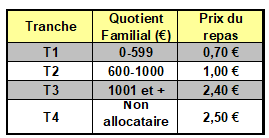 Tranche Quotient Familial (€) Prix du repas
T1 0-599 0,70 €
T2 600-1000 1,00 €
T3 1001 et + 2,40 €
T4 Non allocataire 2,50 €